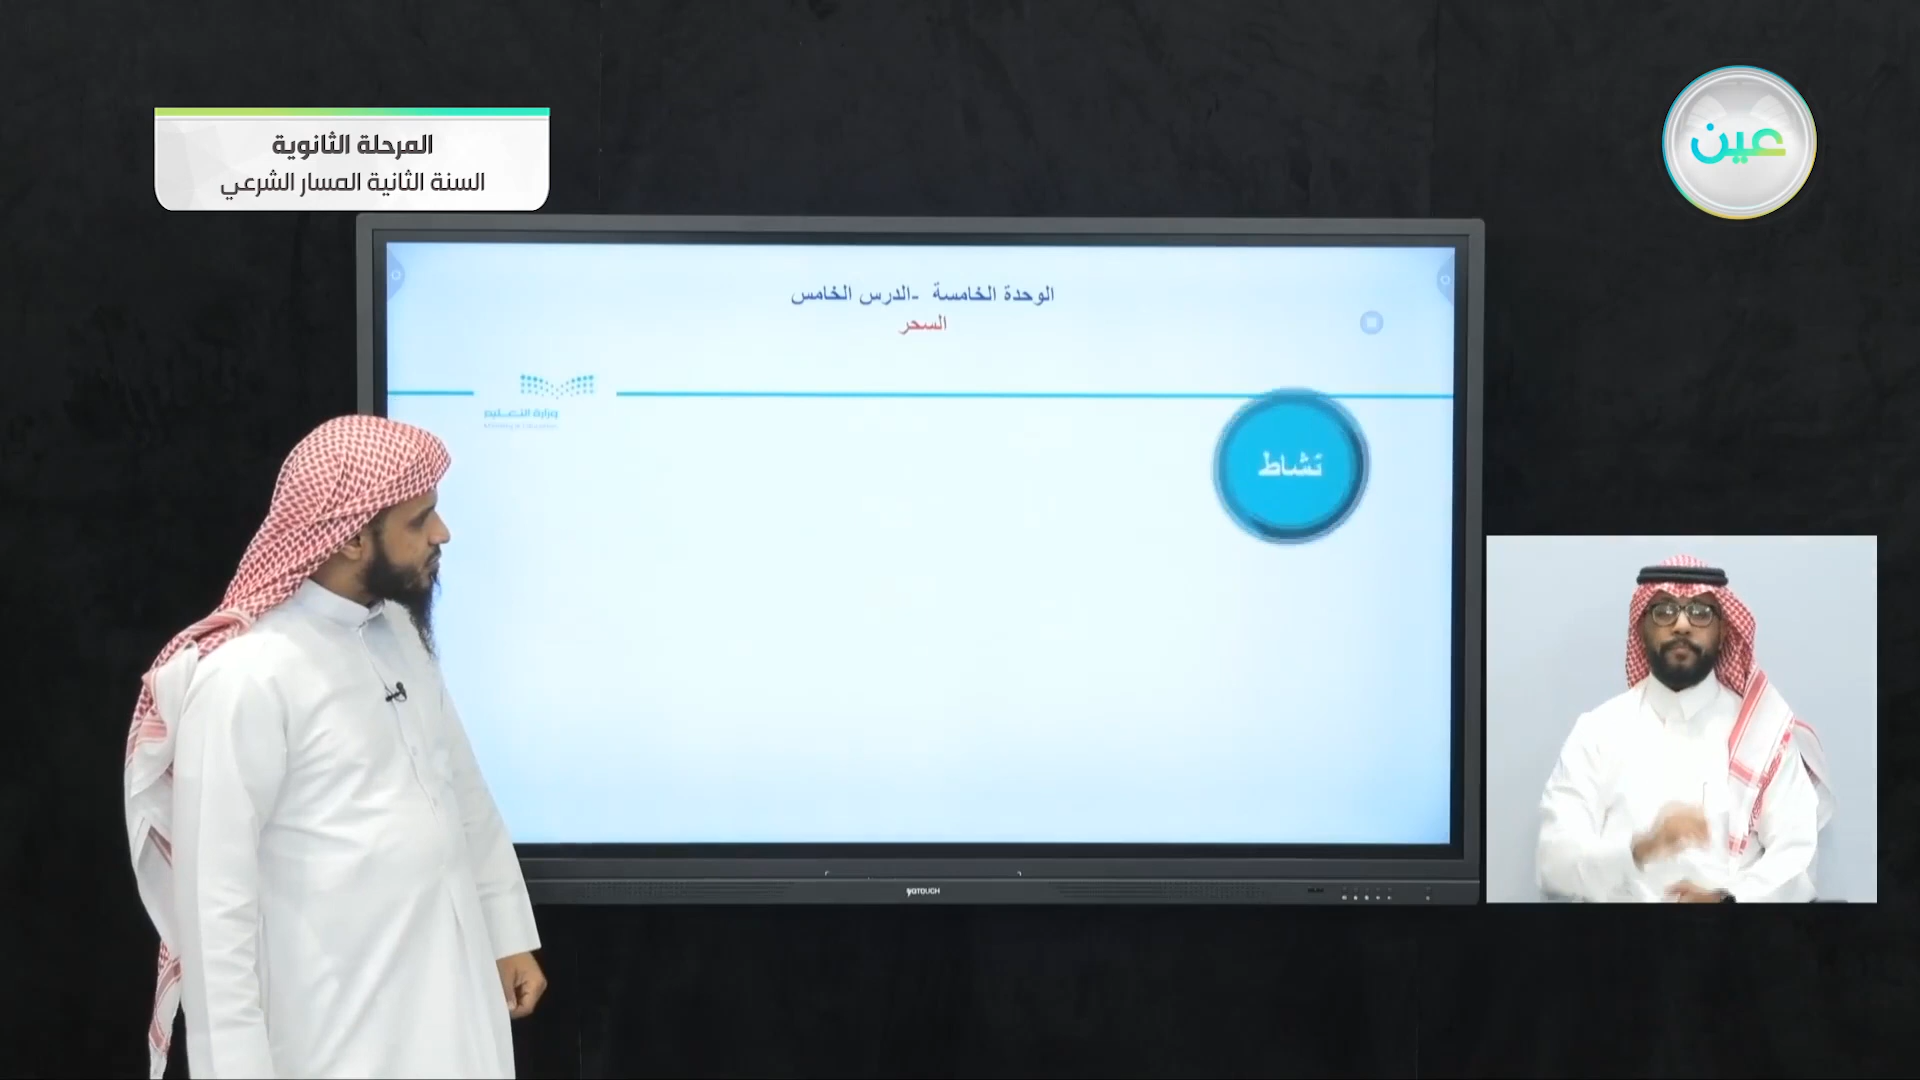 المرحلة الثانوية
السنة الثانية المسار الشرعي
عين
الوحدة الخامسة -الدرس الخامس
السحر
وزارة التعليم
نشاط